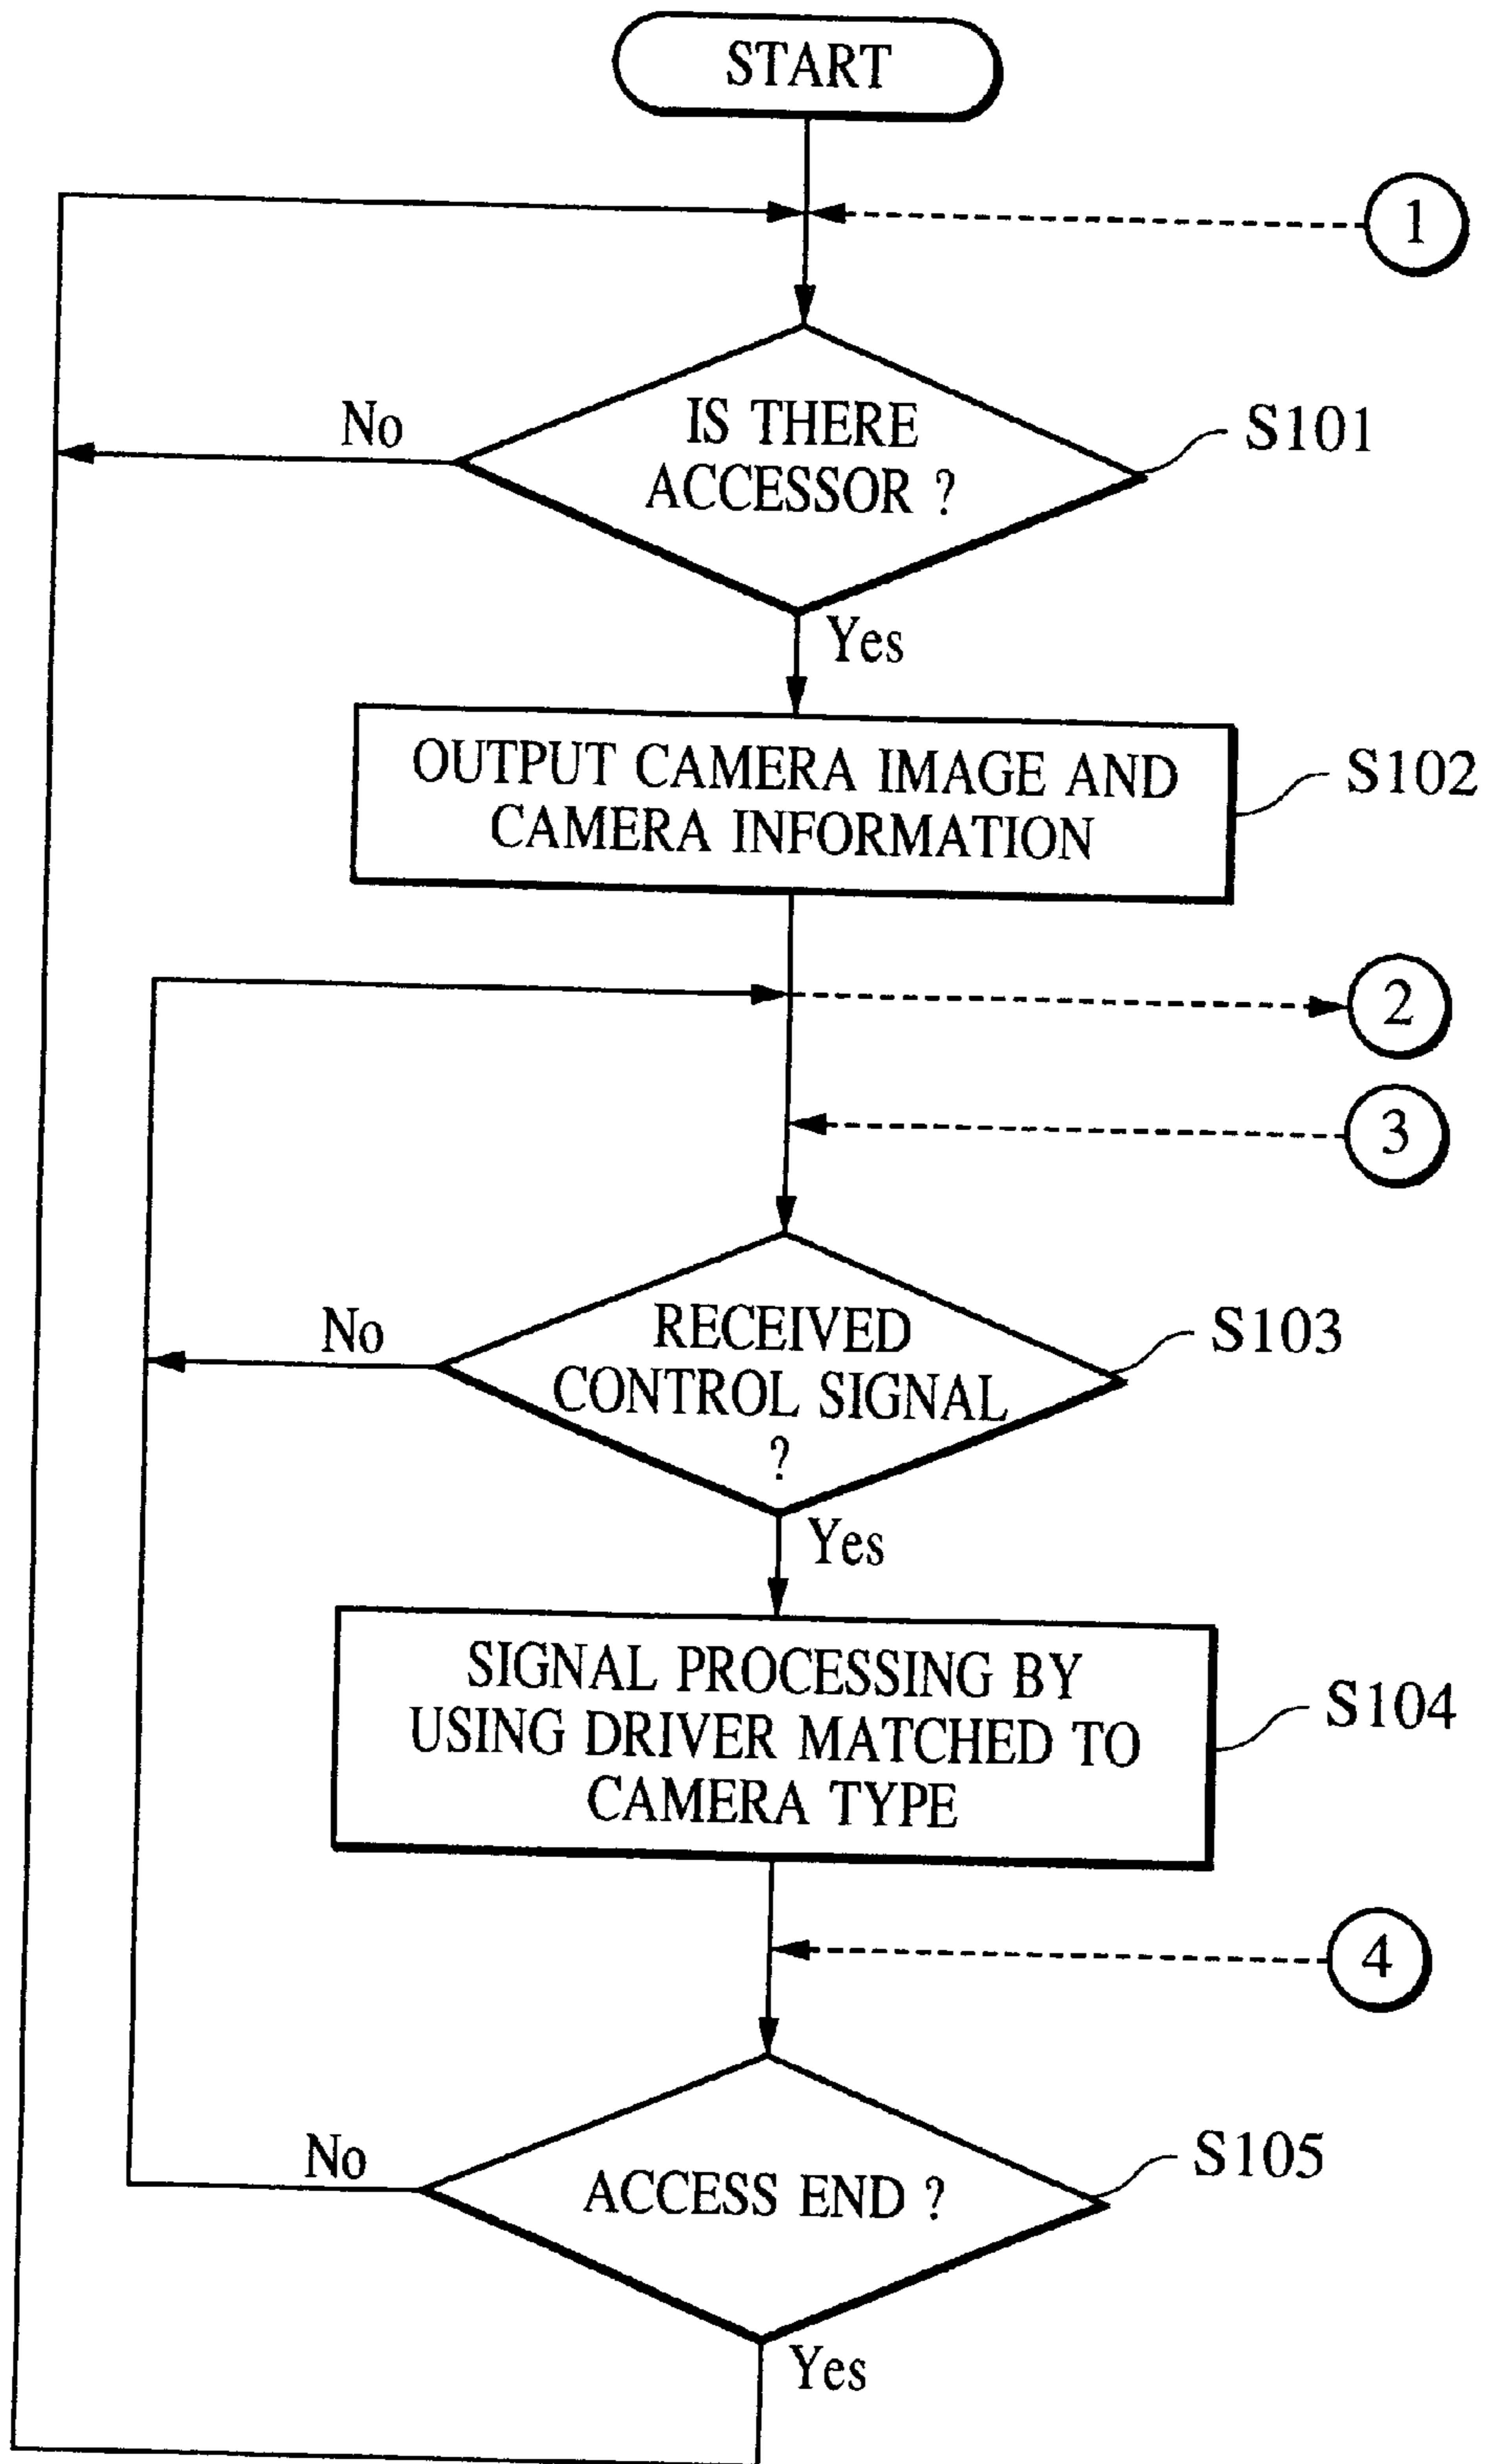 START
1
No
IS THERE
ACCESSOR ?
S101
Yes
OUTPUT CAMERA IMAGE AND
CAMERA INFORMATION
S102
2
3
No
RECEIVED
CONTROL SIGNAL
?
S103
Yes
SIGNAL PROCESSING BY
USING DRIVER MATCHED TO
CAMERA TYPE
S104
4
No
ACCESS END ?
S105
Yes